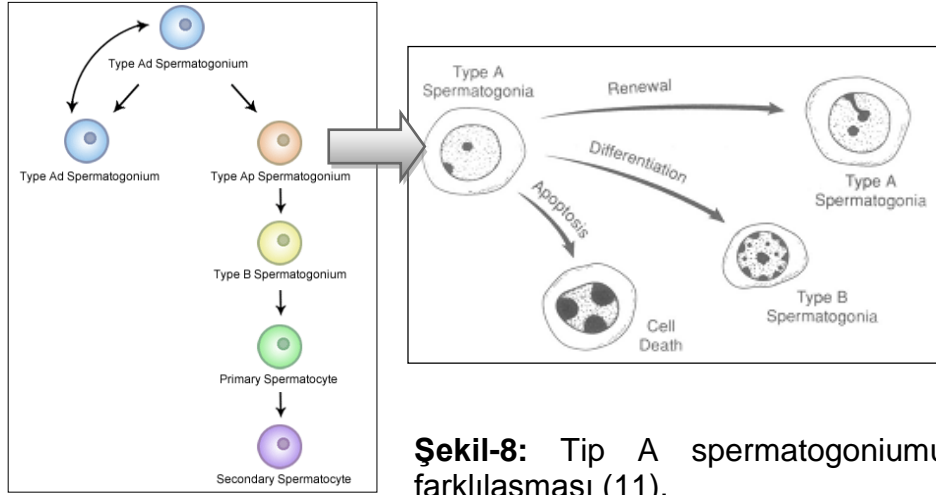 Type Ad Spermatogonium
Type Ad Spermatogonium
Type Ap Spermatogonium
Type B Spermatogonium
Primary Spermatocyte
Secondary Spermatocyte
Type A
Spermatogonia
Renewal
Differentiation
Apoptosis
Type A
Spermatogonia
Type B
Spermatogonia
Cell
Death
Şekil-8: Tip A spermatogoniumu
farklılaşması (11).